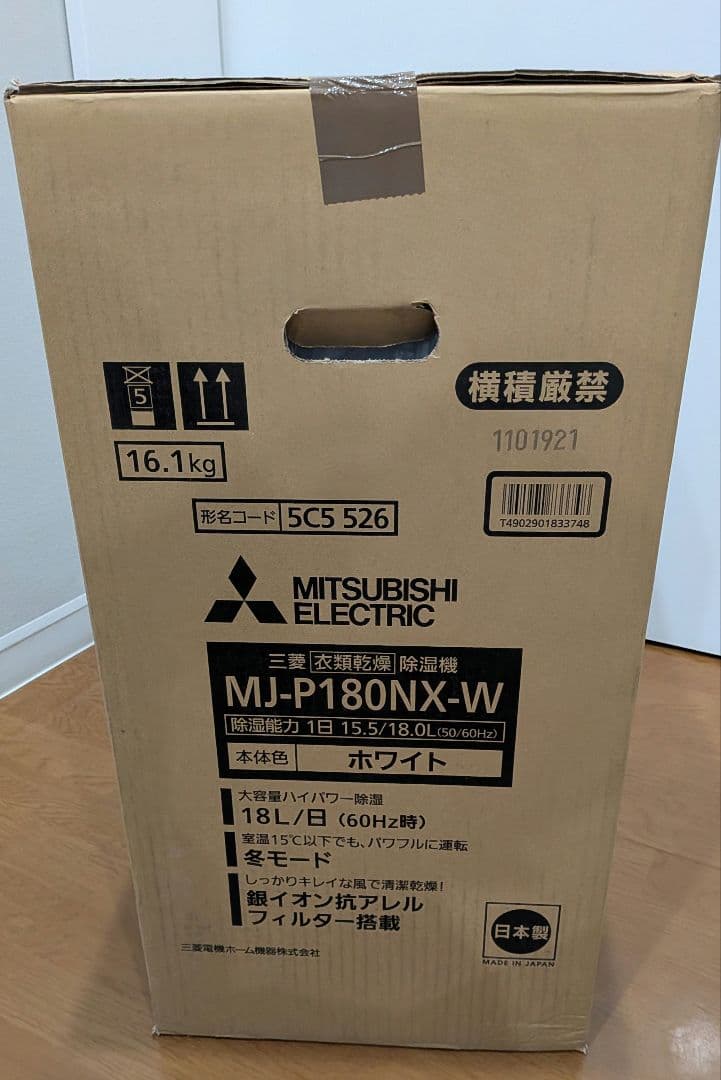 5
横積厳禁
1101921
16.1kg
T4902901833748
形名コード 5C5 526
MITSUBISHI
ELECTRIC
三菱 衣類乾燥 除湿機
MJ-P180NX-W
除湿能力 1日 15.5/18.0L(50/60Hz)
本体色 ホワイト
大容量ハイパワー除湿
18L/日(60Hz時)
室温15℃以下でも、パワフルに運転
冬モード
しっかりキレイな風で清潔乾燥!
銀イオン抗アレル
フィルター搭載
日本製
MADE IN JAPAN
三菱電機ホーム機器株式会社